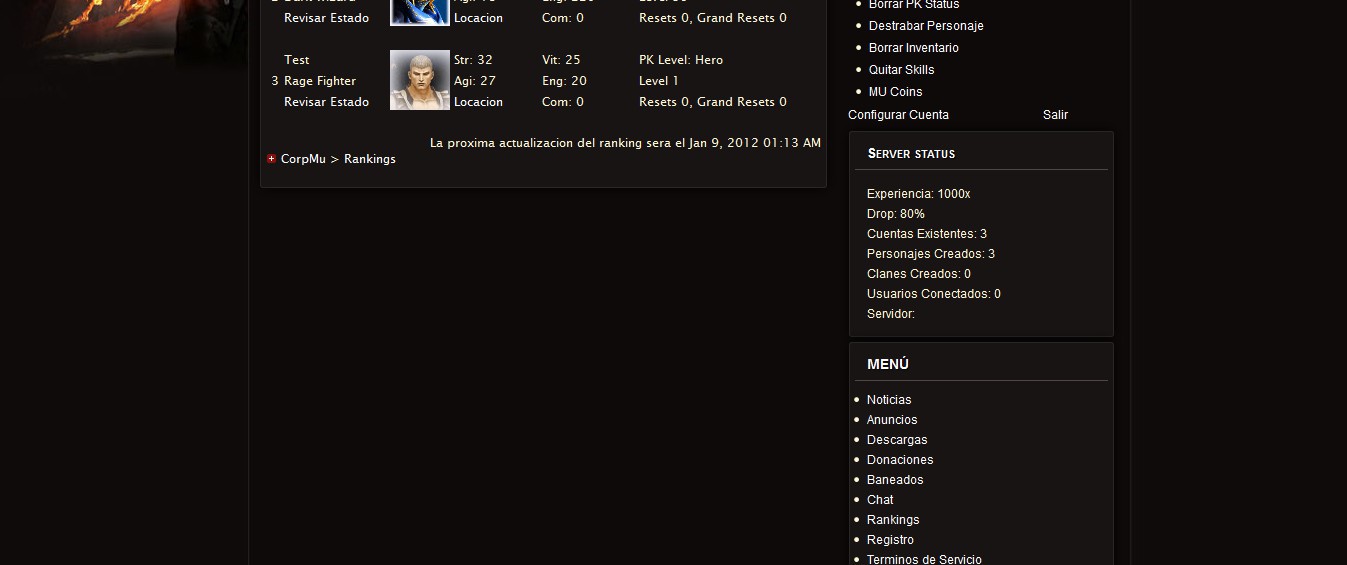 Revisar Estado Locacion Com: 0 Resets 0, Grand Resets 0
Test Str: 32 Vit: 25 PK Level: Hero
3 Rage Fighter Agi: 27 Eng: 20 Level 1
Revisar Estado Locacion Com: 0 Resets 0, Grand Resets 0
La proxima actualizacion del ranking sera el Jan 9, 2012 01:13 AM
CorpMu > Rankings
Borrar PK Status
Destrabar Personaje
Borrar Inventario
Quitar Skills
MU Coins
Configurar Cuenta Salir
SERVER STATUS
Experiencia: 1000x
Drop: 80%
Cuentas Existentes: 3
Personajes Creados: 3
Clanes Creados: 0
Usuarios Conectados: 0
Servidor:
MENÚ
Noticias
Anuncios
Descargas
Donaciones
Baneados
Chat
Rankings
Registro
Terminos de Servicio